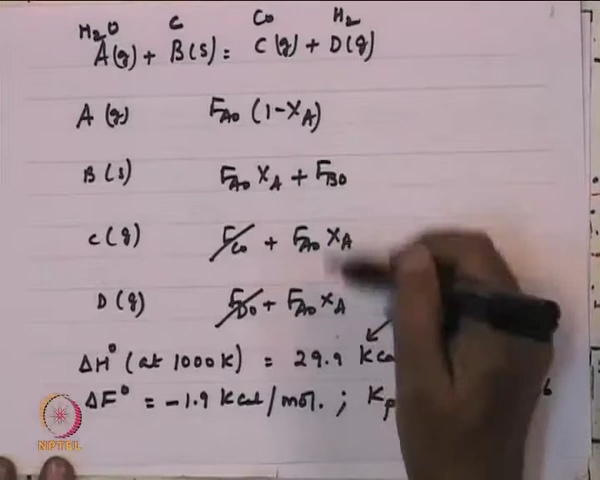 H2O C CO H2
A(g) + B(s) = C(g) + D(g)
A(g) FA0 (1-XA)
B(s) FA0 XA + FB0
C(g) FC0 + FA0 XA
D(g) FD0 + FA0 XA
ΔH° (at 1000K) = 29.9
ΔF° = -1.9 Kcal/mol. ; Kp
NPTEL